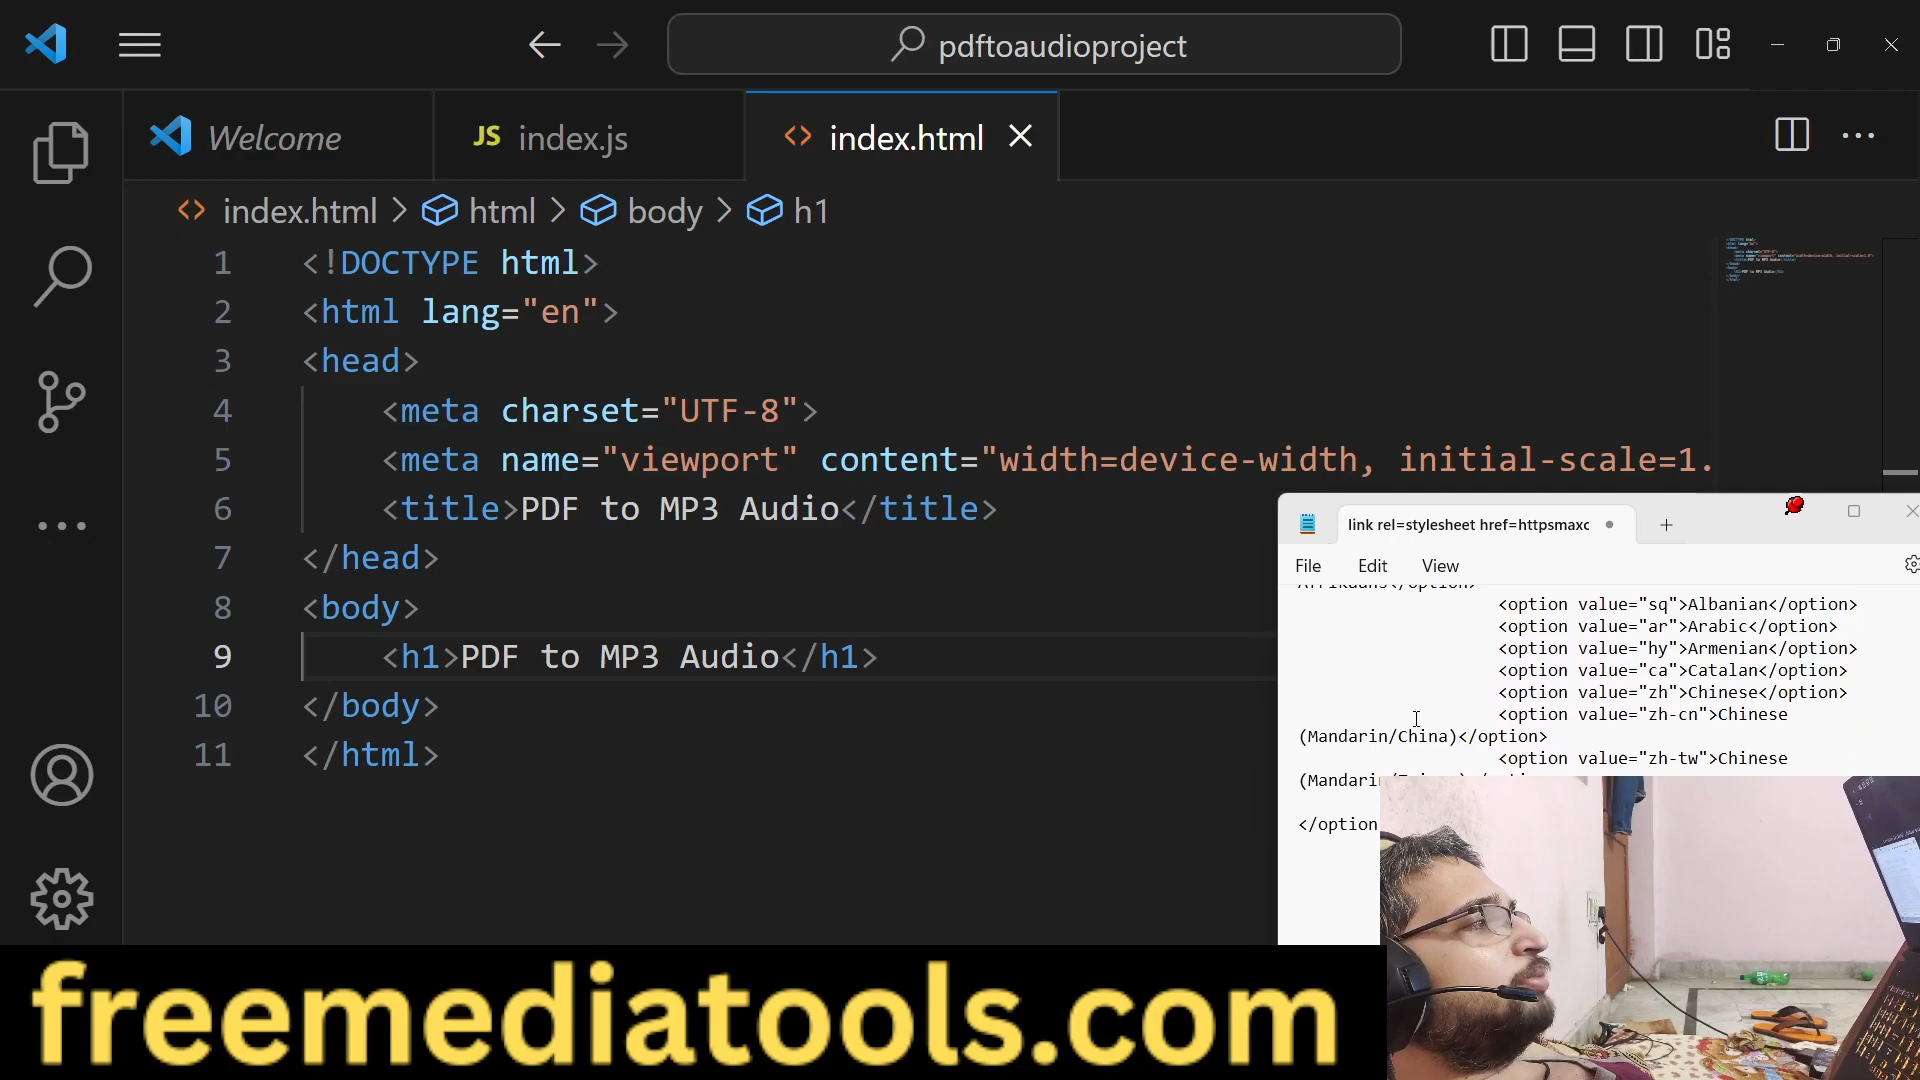 pdftoaudioproject
Welcome
JS index.js
index.html
index.html > html > body > h1
1 <!DOCTYPE html>
2 <html lang="en">
3 <head>
4 <meta charset="UTF-8">
5 <meta name="viewport" content="width=device-width, initial-scale=1.
6 <title>PDF to MP3 Audio</title>
7 </head>
8 <body>
9 <h1>PDF to MP3 Audio</h1>
10 </body>
11 </html>
link rel=stylesheet href=httpsmaxc
File Edit View
Afrikaans</option>
<option value="sq">Albanian</option>
<option value="ar">Arabic</option>
<option value="hy">Armenian</option>
<option value="ca">Catalan</option>
<option value="zh">Chinese</option>
<option value="zh-cn">Chinese
(Mandarin/China)</option>
<option value="zh-tw">Chinese
(Mandarin
</option
freemediatools.com